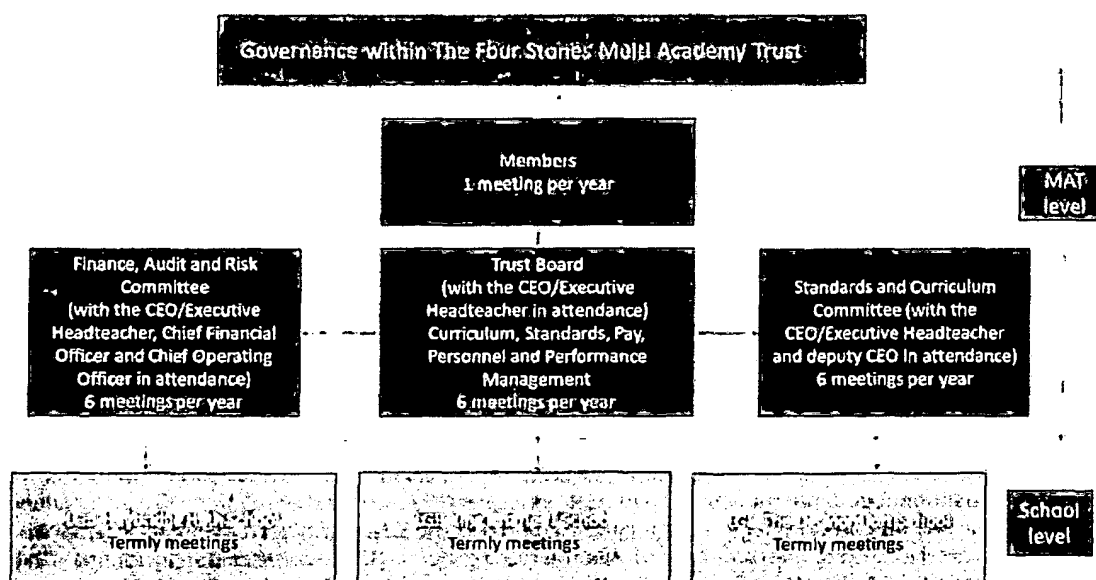 Governance within The Four Stones Multi Academy Trust
Members
1 meeting per year
MAT
level
Finance, Audit and Risk
Committee
(with the CEO/Executive
Headteacher, Chief Financial
Officer and Chief Operating
Officer in attendance)
6 meetings per year
Trust Board
(with the CEO/Executive
Headteacher in attendance)
Curriculum, Standards, Pay,
Personnel and Performance
Management
6 meetings per year
Standards and Curriculum
Committee (with the
CEO/Executive Headteacher
and deputy CEO in attendance)
6 meetings per year
Termly meetings
Termly meetings
Termly meetings
School
level